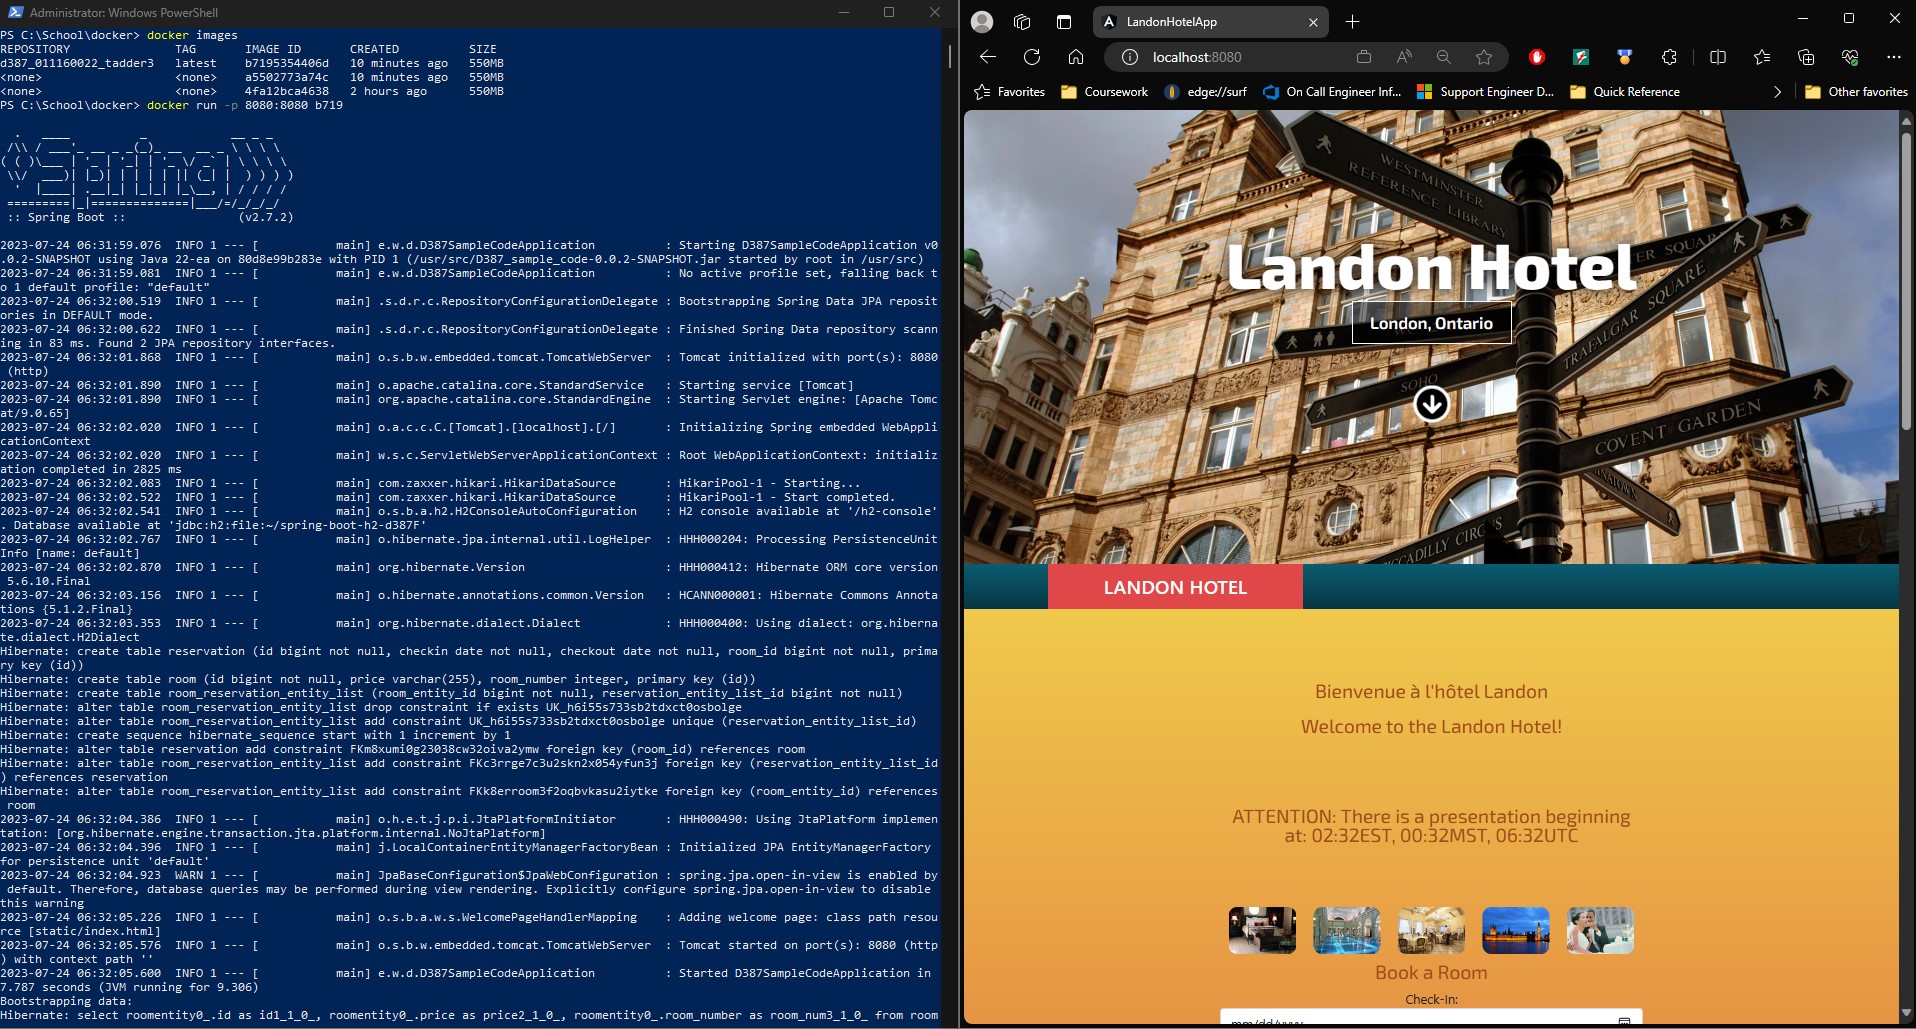 Administrator: Windows PowerShell
PS C:\School\docker> docker images
REPOSITORY TAG IMAGE ID CREATED SIZE
d387_011160022_tadder3 latest b7195354406d 10 minutes ago 550MB
<none> <none> a5502773a74c 10 minutes ago 550MB
<none> <none> 4fa12bca4638 2 hours ago 550MB
PS C:\School\docker> docker run -p 8080:8080 b719
:: Spring Boot :: (v2.7.2)
2023-07-24 06:31:59.076 INFO 1 --- [ main] e.w.d.D387SampleCodeApplication : Starting D387SampleCodeApplication v0
.0.2-SNAPSHOT using Java 22-ea on 80d8e99b283e with PID 1 (/usr/src/D387_sample_code-0.0.2-SNAPSHOT.jar started by root in /usr/src)
2023-07-24 06:31:59.081 INFO 1 --- [ main] e.w.d.D387SampleCodeApplication : No active profile set, falling back t
o 1 default profile: "default"
2023-07-24 06:32:00.519 INFO 1 --- [ main] .s.d.r.c.RepositoryConfigurationDelegate : Bootstrapping Spring Data JPA reposit
ories in DEFAULT mode.
2023-07-24 06:32:00.622 INFO 1 --- [ main] .s.d.r.c.RepositoryConfigurationDelegate : Finished Spring Data repository scann
ing in 83 ms. Found 2 JPA repository interfaces.
2023-07-24 06:32:01.868 INFO 1 --- [ main] o.s.b.w.embedded.tomcat.TomcatWebServer : Tomcat initialized with port(s): 8080
(http)
2023-07-24 06:32:01.890 INFO 1 --- [ main] o.apache.catalina.core.StandardService : Starting service [Tomcat]
2023-07-24 06:32:01.890 INFO 1 --- [ main] org.apache.catalina.core.StandardEngine : Starting Servlet engine: [Apache Tomc
at/9.0.65]
2023-07-24 06:32:02.020 INFO 1 --- [ main] o.a.c.c.C.[Tomcat].[localhost].[/] : Initializing Spring embedded WebAppli
cationContext
2023-07-24 06:32:02.020 INFO 1 --- [ main] w.s.c.ServletWebServerApplicationContext : Root WebApplicationContext: initializ
ation completed in 2825 ms
2023-07-24 06:32:02.083 INFO 1 --- [ main] com.zaxxer.hikari.HikariDataSource : HikariPool-1 - Starting...
2023-07-24 06:32:02.522 INFO 1 --- [ main] com.zaxxer.hikari.HikariDataSource : HikariPool-1 - Start completed.
2023-07-24 06:32:02.541 INFO 1 --- [ main] o.s.b.a.h2.H2ConsoleAutoConfiguration : H2 console available at '/h2-console'
. Database available at 'jdbc:h2:file:~/spring-boot-h2-d387F'
2023-07-24 06:32:02.767 INFO 1 --- [ main] o.hibernate.jpa.internal.util.LogHelper : HHH000204: Processing PersistenceUnit
Info [name: default]
2023-07-24 06:32:02.870 INFO 1 --- [ main] org.hibernate.Version : HHH000412: Hibernate ORM core version
5.6.10.Final
2023-07-24 06:32:03.156 INFO 1 --- [ main] o.hibernate.annotations.common.Version : HCANN000001: Hibernate Commons Annota
tions {5.1.2.Final}
2023-07-24 06:32:03.353 INFO 1 --- [ main] org.hibernate.dialect.Dialect : HHH000400: Using dialect: org.hiberna
te.dialect.H2Dialect
Hibernate: create table reservation (id bigint not null, checkin date not null, checkout date not null, room_id bigint not null, prima
ry key (id))
Hibernate: create table room (id bigint not null, price varchar(255), room_number integer, primary key (id))
Hibernate: create table room_reservation_entity_list (room_entity_id bigint not null, reservation_entity_list_id bigint not null)
Hibernate: alter table room_reservation_entity_list drop constraint if exists UK_h6i55s733sb2tdxct0osbolge
Hibernate: alter table room_reservation_entity_list add constraint UK_h6i55s733sb2tdxct0osbolge unique (reservation_entity_list_id)
Hibernate: create sequence hibernate_sequence start with 1 increment by 1
Hibernate: alter table reservation add constraint FKm8xumi0g23038cw32oiva2ymw foreign key (room_id) references room
Hibernate: alter table room_reservation_entity_list add constraint FKc3rrge7c3u2skn2x054yfun3j foreign key (reservation_entity_list_id
) references reservation
Hibernate: alter table room_reservation_entity_list add constraint FKk8erroom3f2oqbvkasu2iytke foreign key (room_entity_id) references
room
2023-07-24 06:32:04.386 INFO 1 --- [ main] o.h.e.t.j.p.i.JtaPlatformInitiator : HHH000490: Using JtaPlatform implemen
tation: [org.hibernate.engine.transaction.jta.platform.internal.NoJtaPlatform]
2023-07-24 06:32:04.396 INFO 1 --- [ main] j.LocalContainerEntityManagerFactoryBean : Initialized JPA EntityManagerFactory
for persistence unit 'default'
2023-07-24 06:32:04.923 WARN 1 --- [ main] JpaBaseConfiguration$JpaWebConfiguration : spring.jpa.open-in-view is enabled by
default. Therefore, database queries may be performed during view rendering. Explicitly configure spring.jpa.open-in-view to disable
this warning
2023-07-24 06:32:05.226 INFO 1 --- [ main] o.s.b.a.w.s.WelcomePageHandlerMapping : Adding welcome page: class path resou
rce [static/index.html]
2023-07-24 06:32:05.576 INFO 1 --- [ main] o.s.b.w.embedded.tomcat.TomcatWebServer : Tomcat started on port(s): 8080 (http
) with context path ''
2023-07-24 06:32:05.600 INFO 1 --- [ main] e.w.d.D387SampleCodeApplication : Started D387SampleCodeApplication in
7.787 seconds (JVM running for 9.306)
Bootstrapping data:
Hibernate: select roomentity0_.id as id1_1_0_, roomentity0_.price as price2_1_0_, roomentity0_.room_number as room_num3_1_0_ from room
LandonHotelApp
localhost:8080
Favorites Coursework edge://surf On Call Engineer Inf... Support Engineer D... Quick Reference Other favorites
WESTMINSTER
REFERENCE LIBRARY
Landon Hotel
London, Ontario
TRAFALGAR SQUARE
SOHO
COVENT GARDEN
LANDON HOTEL
Bienvenue à l'hôtel Landon
Welcome to the Landon Hotel!
ATTENTION: There is a presentation beginning
at: 02:32EST, 00:32MST, 06:32UTC
Book a Room
Check-In:
mm/dd/yyyy